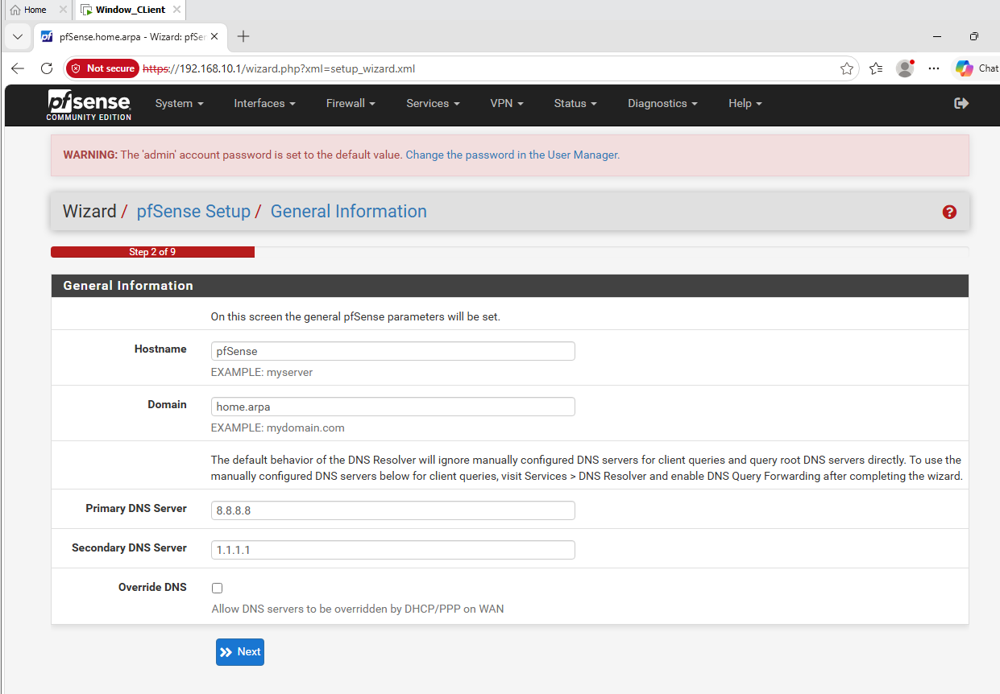 Home
Window_CLient
pfSense.home.arpa - Wizard: pfSer
Not secure https://192.168.10.1/wizard.php?xml=setup_wizard.xml
Chat
pfsense
COMMUNITY EDITION
System Interfaces Firewall Services VPN Status Diagnostics Help
WARNING: The 'admin' account password is set to the default value. Change the password in the User Manager.
Wizard / pfSense Setup / General Information
Step 2 of 9
General Information
On this screen the general pfSense parameters will be set.
Hostname
pfSense
EXAMPLE: myserver
Domain
home.arpa
EXAMPLE: mydomain.com
The default behavior of the DNS Resolver will ignore manually configured DNS servers for client queries and query root DNS servers directly. To use the
manually configured DNS servers below for client queries, visit Services > DNS Resolver and enable DNS Query Forwarding after completing the wizard.
Primary DNS Server
8.8.8.8
Secondary DNS Server
1.1.1.1
Override DNS
Allow DNS servers to be overridden by DHCP/PPP on WAN
Next